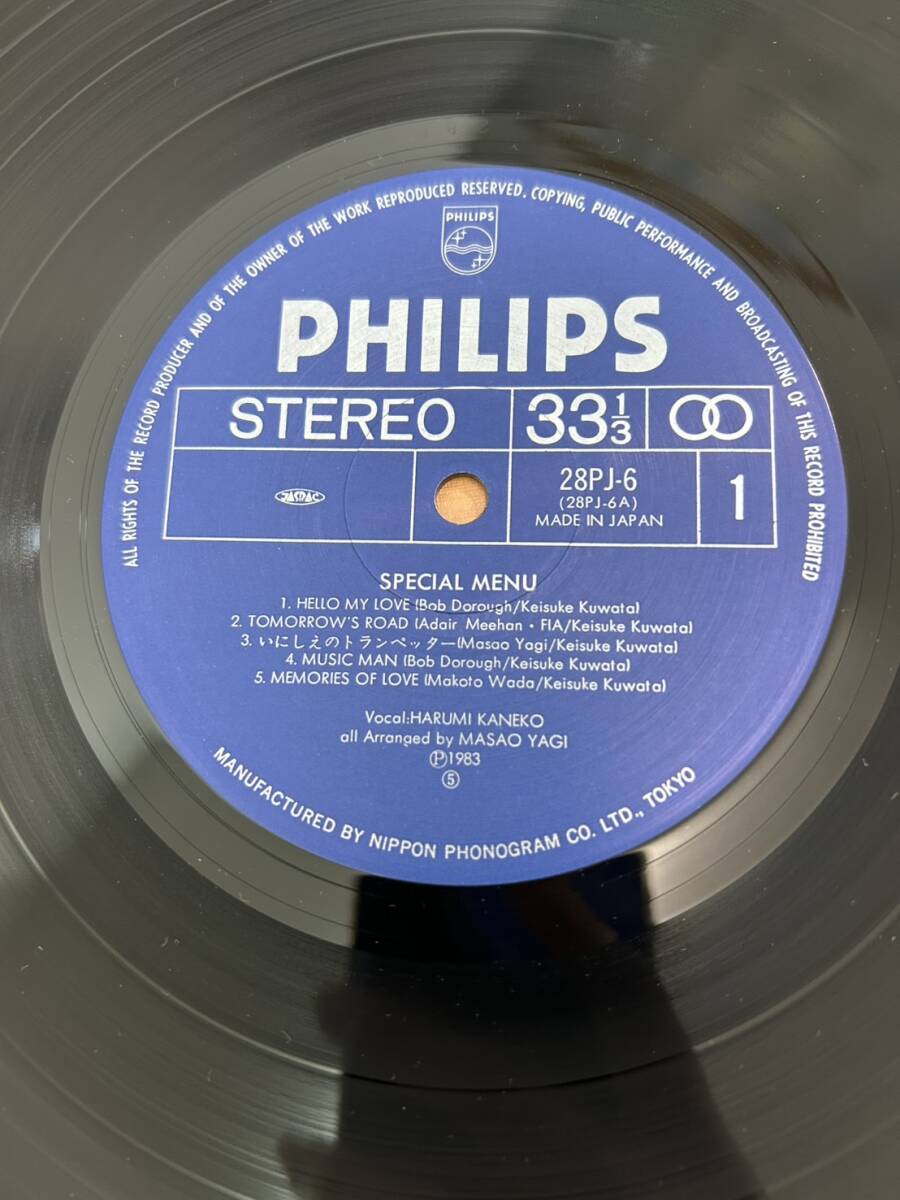 ALL RIGHTS OF THE RECORD PRODUCER AND OF THE OWNER OF THE WORK REPRODUCED RESERVED. COPYING, PUBLIC PERFORMANCE AND BROADCASTING OF THIS RECORD PROHIBITED
PHILIPS
PHILIPS
STEREO 33 1/3
JASRAC 28PJ-6 1
(28PJ-6A)
MADE IN JAPAN
SPECIAL MENU
1. HELLO MY LOVE (Bob Dorough/Keisuke Kuwata)
2. TOMORROW'S ROAD (Adair Meehan・FIA/Keisuke Kuwata)
3. いにしえのトランペッター(Masao Yagi/Keisuke Kuwata)
4. MUSIC MAN (Bob Dorough/Keisuke Kuwata)
5. MEMORIES OF LOVE (Makoto Wada/Keisuke Kuwata)
Vocal:HARUMI KANEKO
all Arranged by MASAO YAGI
Ⓟ1983
⑤
MANUFACTURED BY NIPPON PHONOGRAM CO. LTD., TOKYO